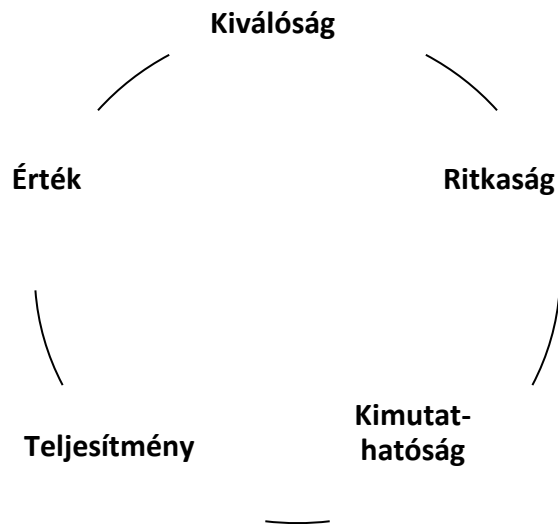 Kiválóság
Érték
Ritkaság
Kimutat-
hatóság
Teljesítmény